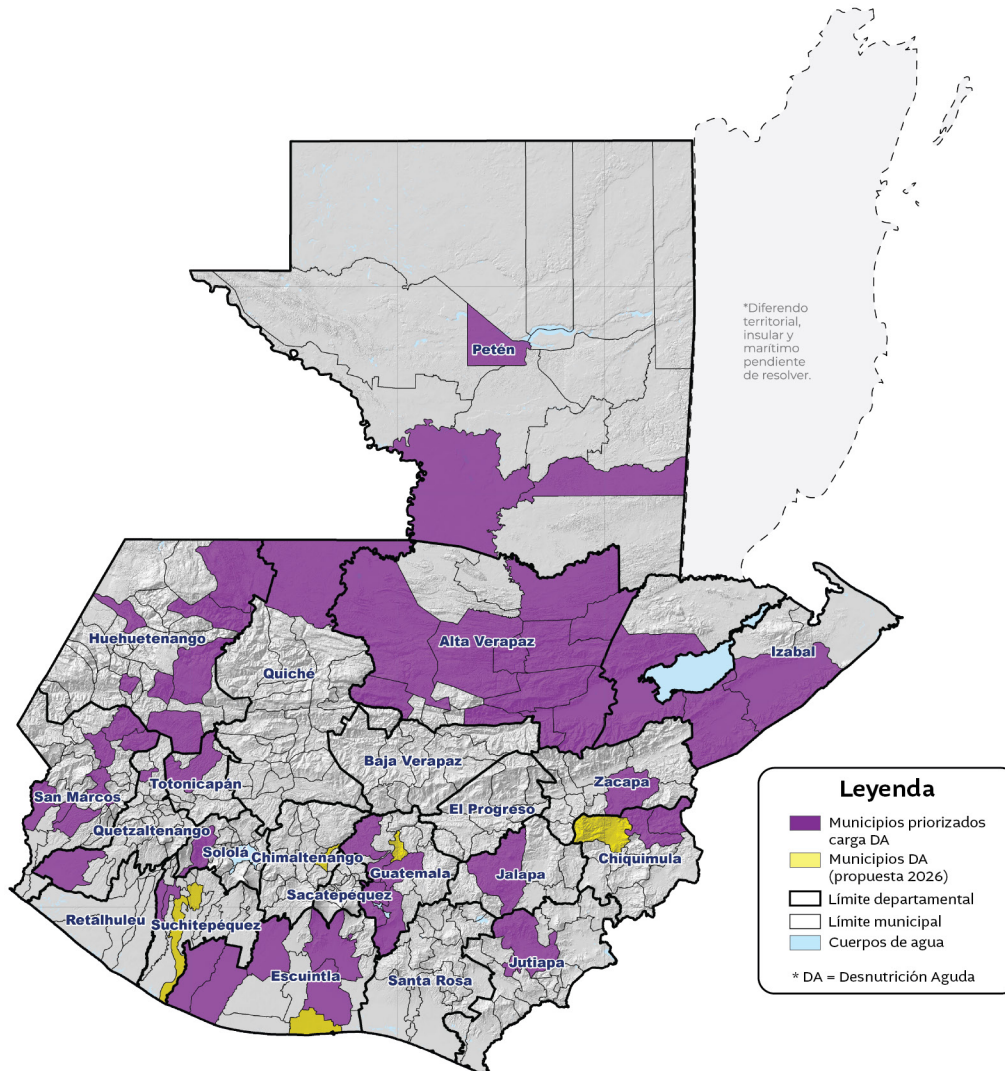 *Diferendo
territorial,
insular y
marítimo
pendiente
de resolver.
Petén
Huehuetenango
Alta Verapaz
Izabal
Quiche
Baja Verapaz
Zacapa
Totonicapán
San Marcos
El Progreso
Quetzaltenango
Sololá
Chimaltenango
Guatemala
Chiquimula
Jalapa
Sacatepéquez
Retalhuleu
Suchitepéquez
Escuintla
Santa Rosa
Jutiapa
Leyenda
Municipios priorizados
carga DA
Municipios DA
(propuesta 2026)
Límite departamental
Límite municipal
Cuerpos de agua
* DA = Desnutrición Aguda